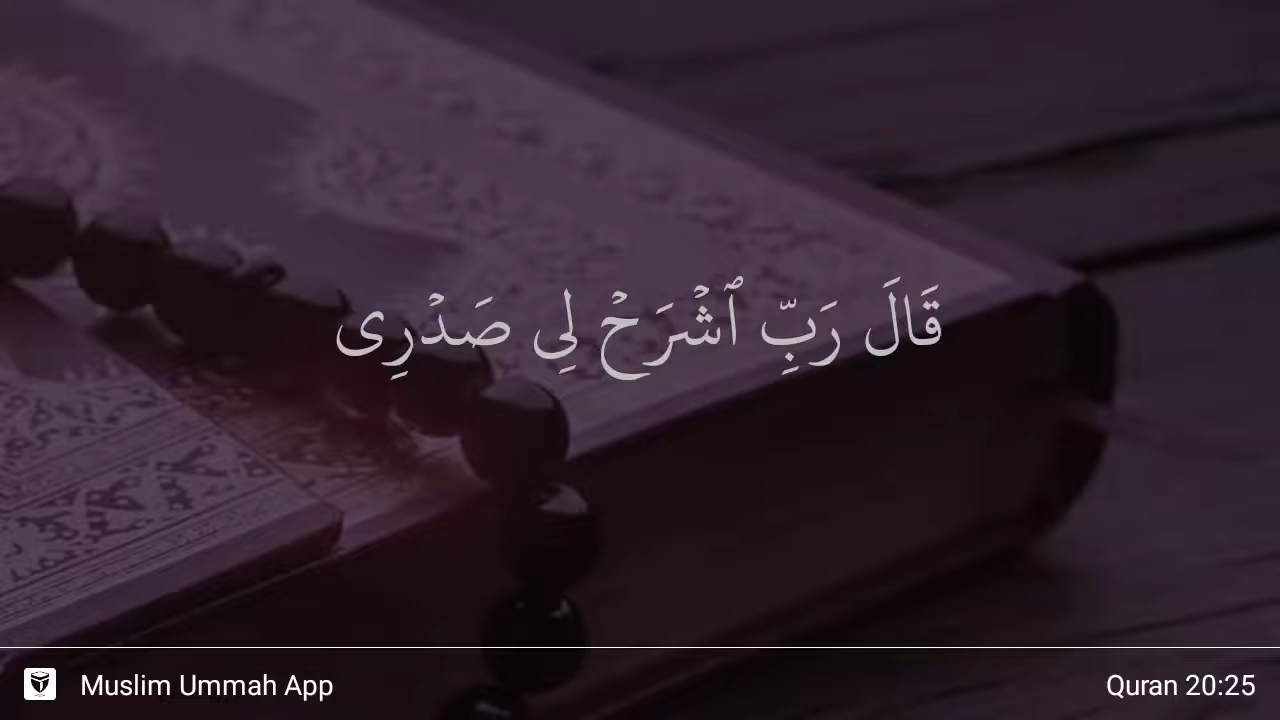 قَالَ رَبِّ ٱشْرَحْ لِى صَدْرِى
Muslim Ummah App
Quran 20:25